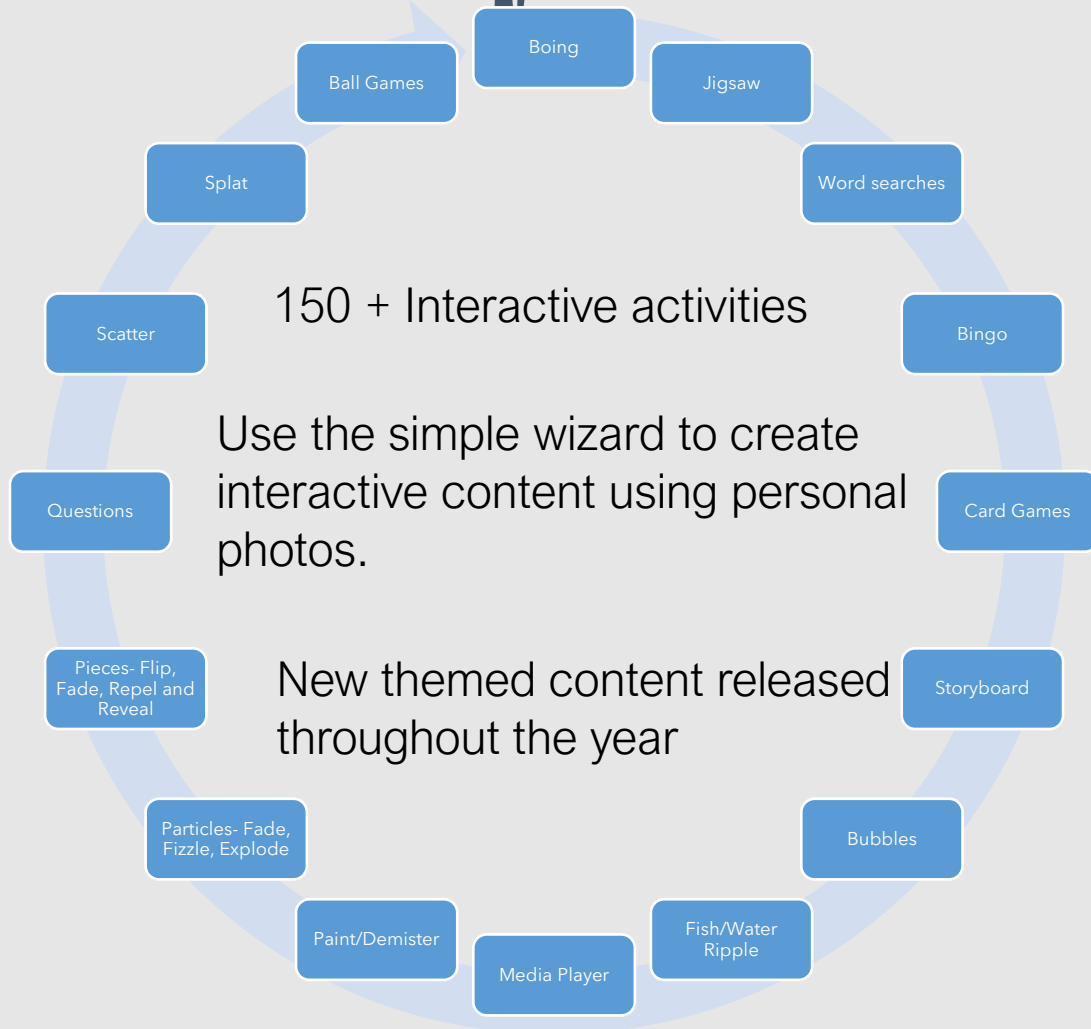 Boing
Jigsaw
Word searches
Bingo
Card Games
Storyboard
Bubbles
Fish/Water
Ripple
Media Player
Paint/Demister
Particles- Fade,
Fizzle, Explode
Pieces- Flip,
Fade, Repel and
Reveal
Questions
Scatter
Splat
Ball Games
150 + Interactive activities
Use the simple wizard to create
interactive content using personal
photos.
New themed content released
throughout the year